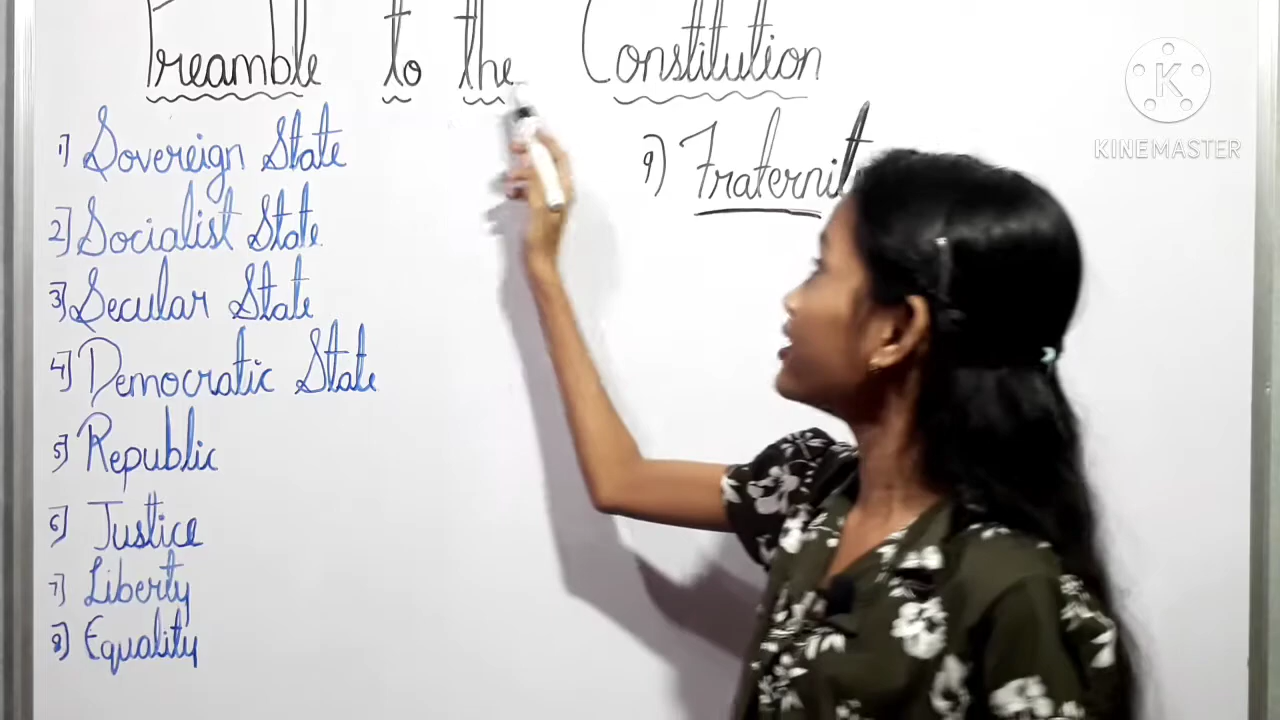 Preamble to the Constitution
1) Sovereign State
2) Socialist State
3) Secular State
4) Democratic State
5) Republic
6) Justice
7) Liberty
8) Equality
9) Fraternity
K
KINEMASTER